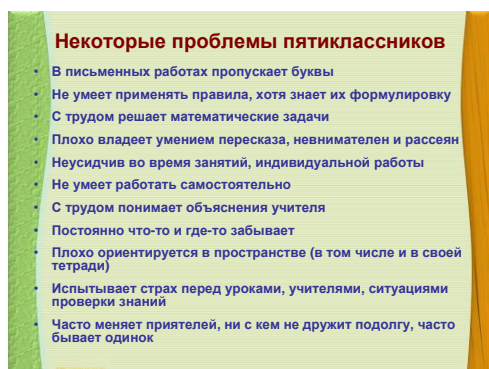 Некоторые проблемы пятиклассников
• В письменных работах пропускает буквы
• Не умеет применять правила, хотя знает их формулировку
• С трудом решает математические задачи
• Плохо владеет умением пересказа, невнимателен и рассеян
• Неусидчив во время занятий, индивидуальной работы
• Не умеет работать самостоятельно
• С трудом понимает объяснения учителя
• Постоянно что-то и где-то забывает
• Плохо ориентируется в пространстве (в том числе и в своей
тетради)
• Испытывает страх перед уроками, учителями, ситуациями
проверки знаний
• Часто меняет приятелей, ни с кем не дружит подолгу, часто
бывает одинок